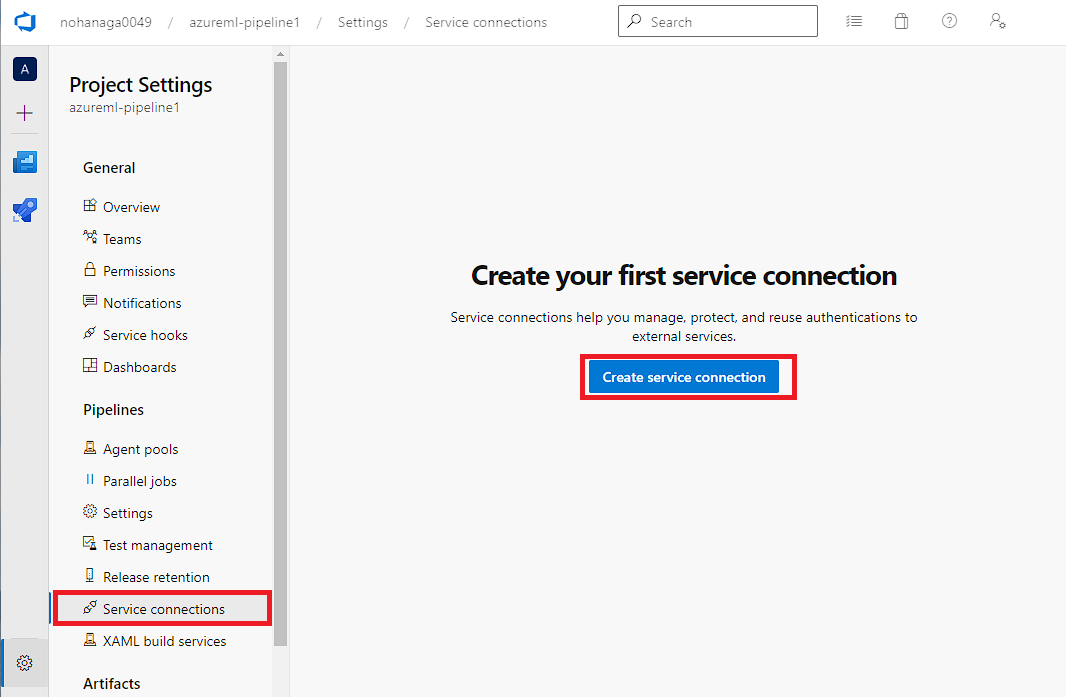 nohanaga0049 / azureml-pipeline1 / Settings / Service connections
Search
A
Project Settings
azureml-pipeline1
General
Overview
Teams
Permissions
Notifications
Service hooks
Dashboards
Pipelines
Agent pools
Parallel jobs
Settings
Test management
Release retention
Service connections
XAML build services
Artifacts
Create your first service connection
Service connections help you manage, protect, and reuse authentications to
external services.
Create service connection